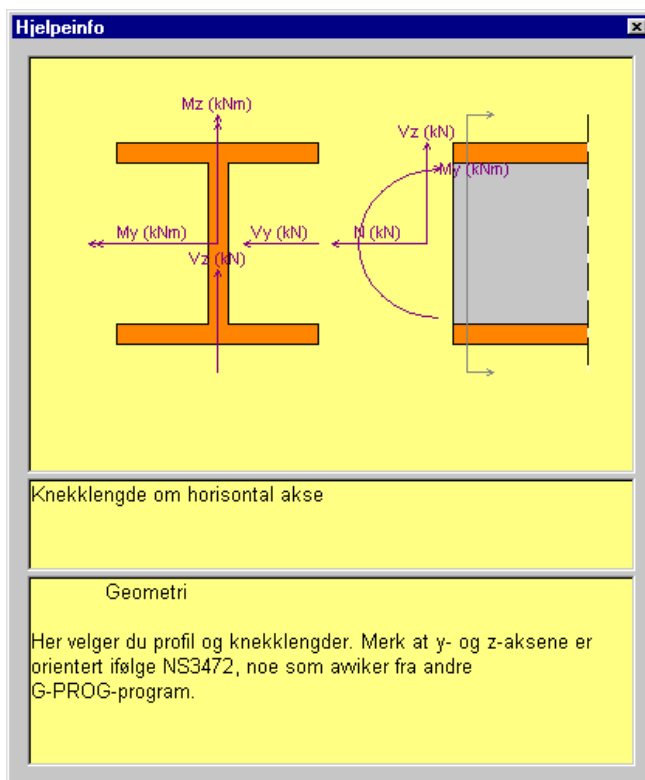 Hjelpeinfo
Mz (kNm)
Vz (kN)
My (kNm)
My (kNm)
Vy (kN)
N (kN)
Vz (kN)
Knekklengde om horisontal akse
Geometri
Her velger du profil og knekklengder. Merk at y- og z-aksene er
orientert ifølge NS3472, noe som avviker fra andre
G-PROG-program.